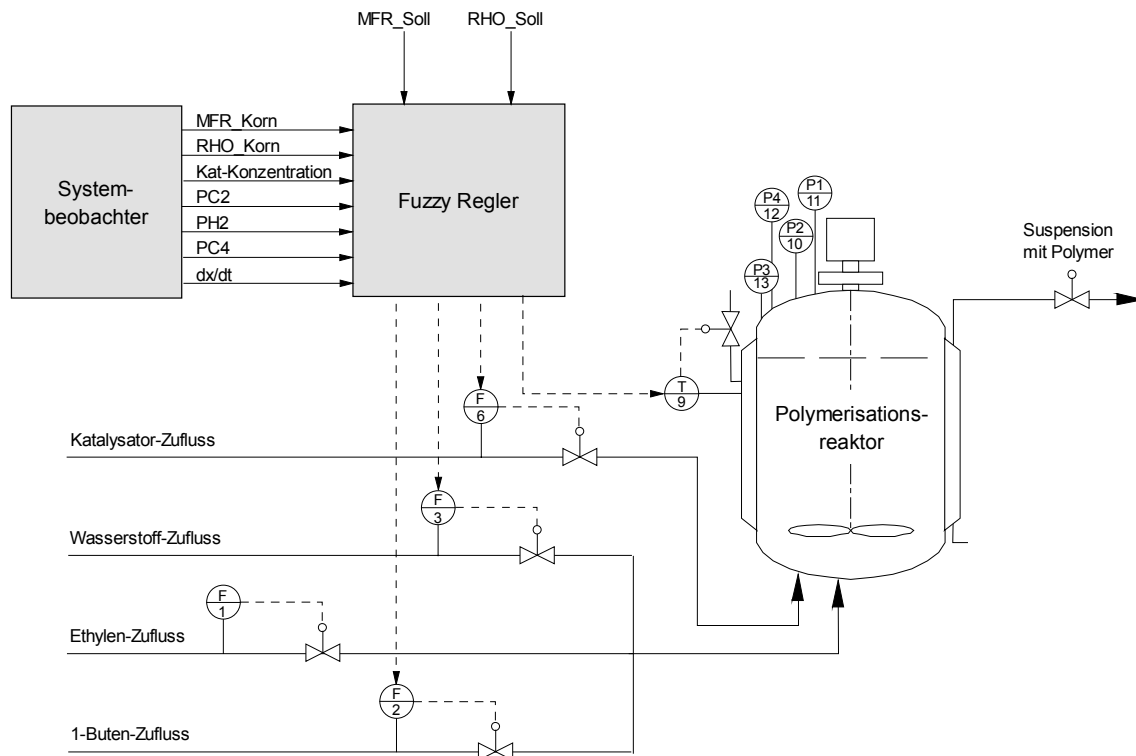 MFR_Soll
RHO_Soll
System-
beobachter
MFR_Korn
RHO_Korn
Kat-Konzentration
PC2
PH2
PC4
dx/dt
Fuzzy Regler
P4
12
P1
11
P2
10
P3
13
Suspension
mit Polymer
T
9
Polymerisations-
reaktor
F
6
Katalysator-Zufluss
F
3
Wasserstoff-Zufluss
F
1
Ethylen-Zufluss
F
2
1-Buten-Zufluss